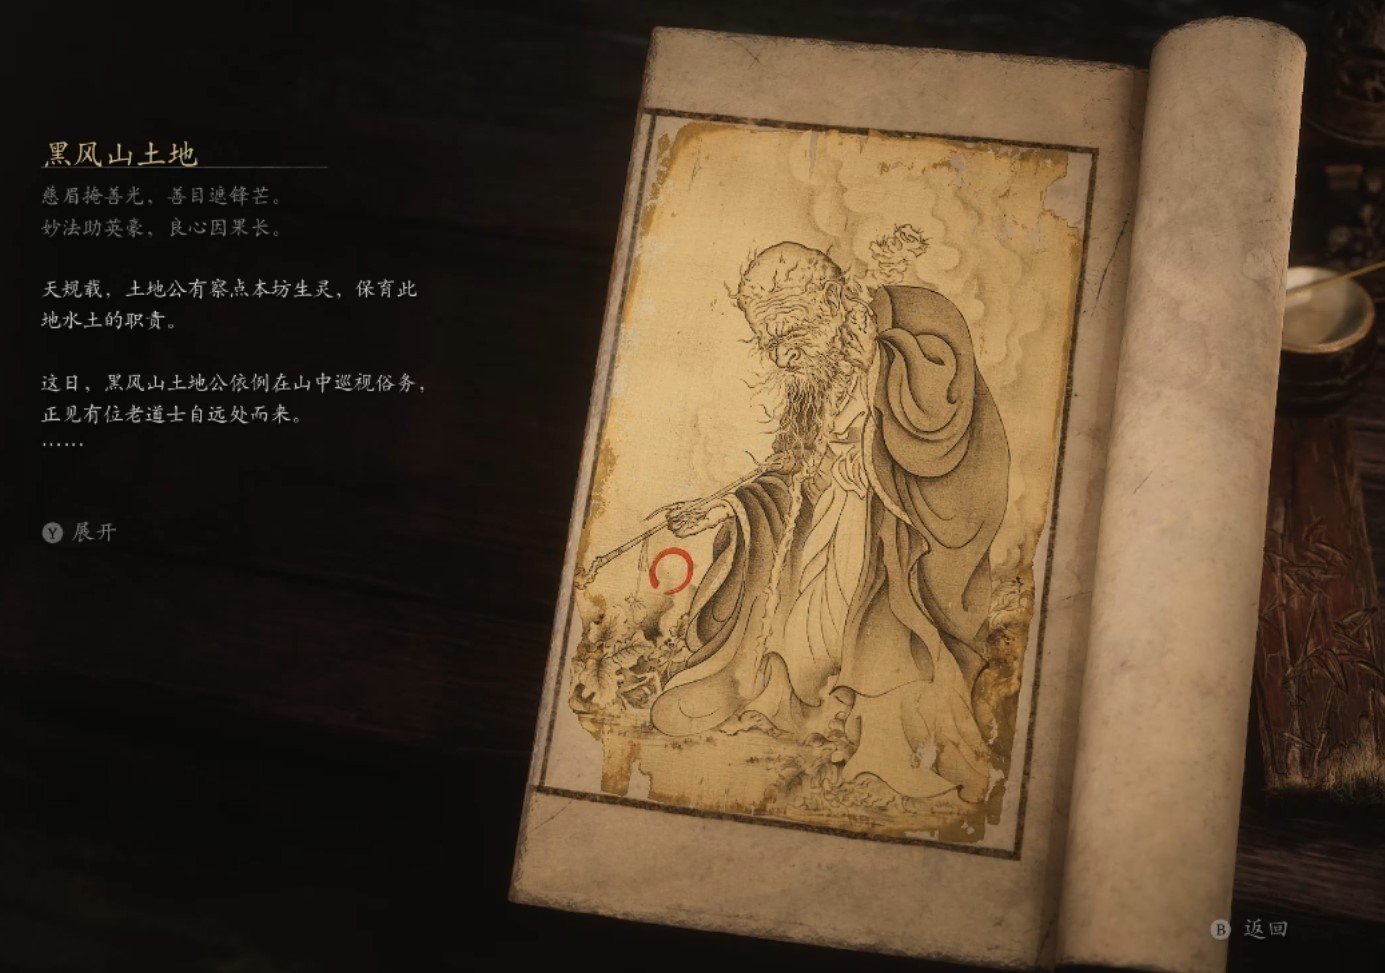 黑风山土地
慈眉掩善光，善目遮锋芒。
妙法助英豪，良心因果长。
天规载，土地公有察点本坊生灵，保育此
地水土的职责。
这日，黑风山土地公依例在山中巡视俗务，
正见有位老道士自远处而来。
……
Y 展开
B 返回